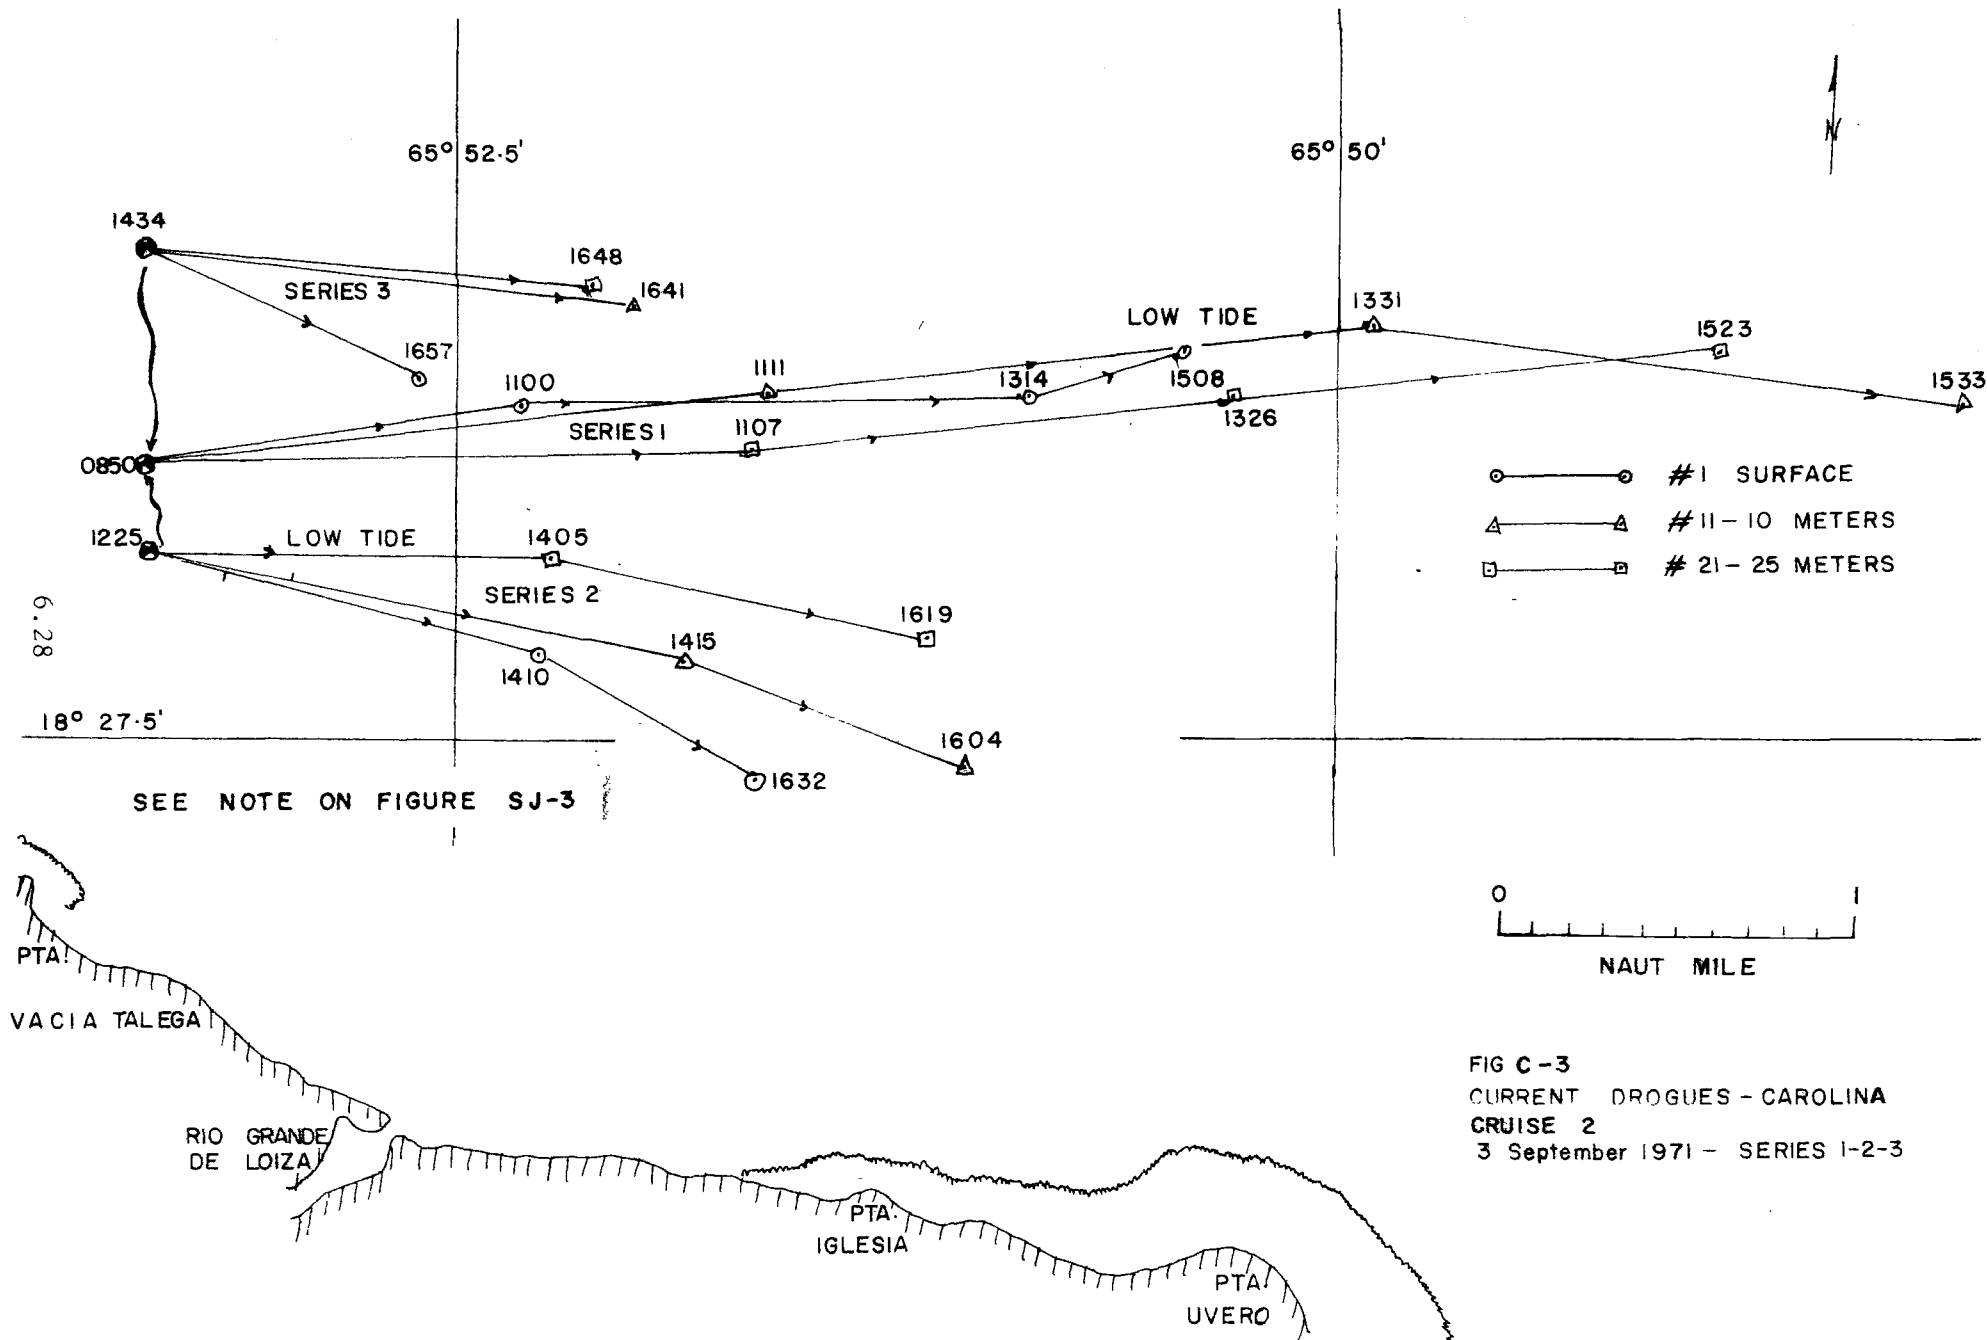 65° 52.5'
65° 50'
N
1434
1648
SERIES 3
1641
1331
LOW TIDE
1523
1657
1111
1100
1314
1508
1533
SERIES 1
1107
1326
0850
#1 SURFACE
#11-10 METERS
#21-25 METERS
1225
LOW TIDE
1405
SERIES 2
1619
1415
1410
6.28
18° 27.5'
1604
1632
SEE NOTE ON FIGURE SJ-3
0 1
NAUT MILE
PTA.
VACIA TALEGA
RIO GRANDE
DE LOIZA
PTA.
IGLESIA
PTA.
UVERO
FIG C-3
CURRENT DROGUES - CAROLINA
CRUISE 2
3 September 1971 - SERIES 1-2-3